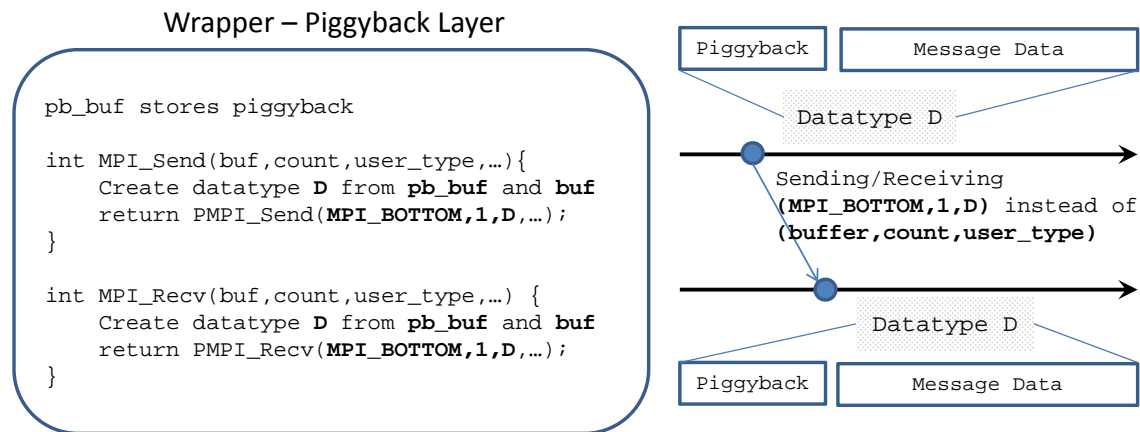 Wrapper – Piggyback Layer
pb_buf stores piggyback
int MPI_Send(buf,count,user_type,…){
    Create datatype D from pb_buf and buf
    return PMPI_Send(MPI_BOTTOM,1,D,…);
}
int MPI_Recv(buf,count,user_type,…) {
    Create datatype D from pb_buf and buf
    return PMPI_Recv(MPI_BOTTOM,1,D,…);
}
Piggyback
Message Data
Datatype D
Sending/Receiving
(MPI_BOTTOM,1,D) instead of
(buffer,count,user_type)
Datatype D
Piggyback
Message Data